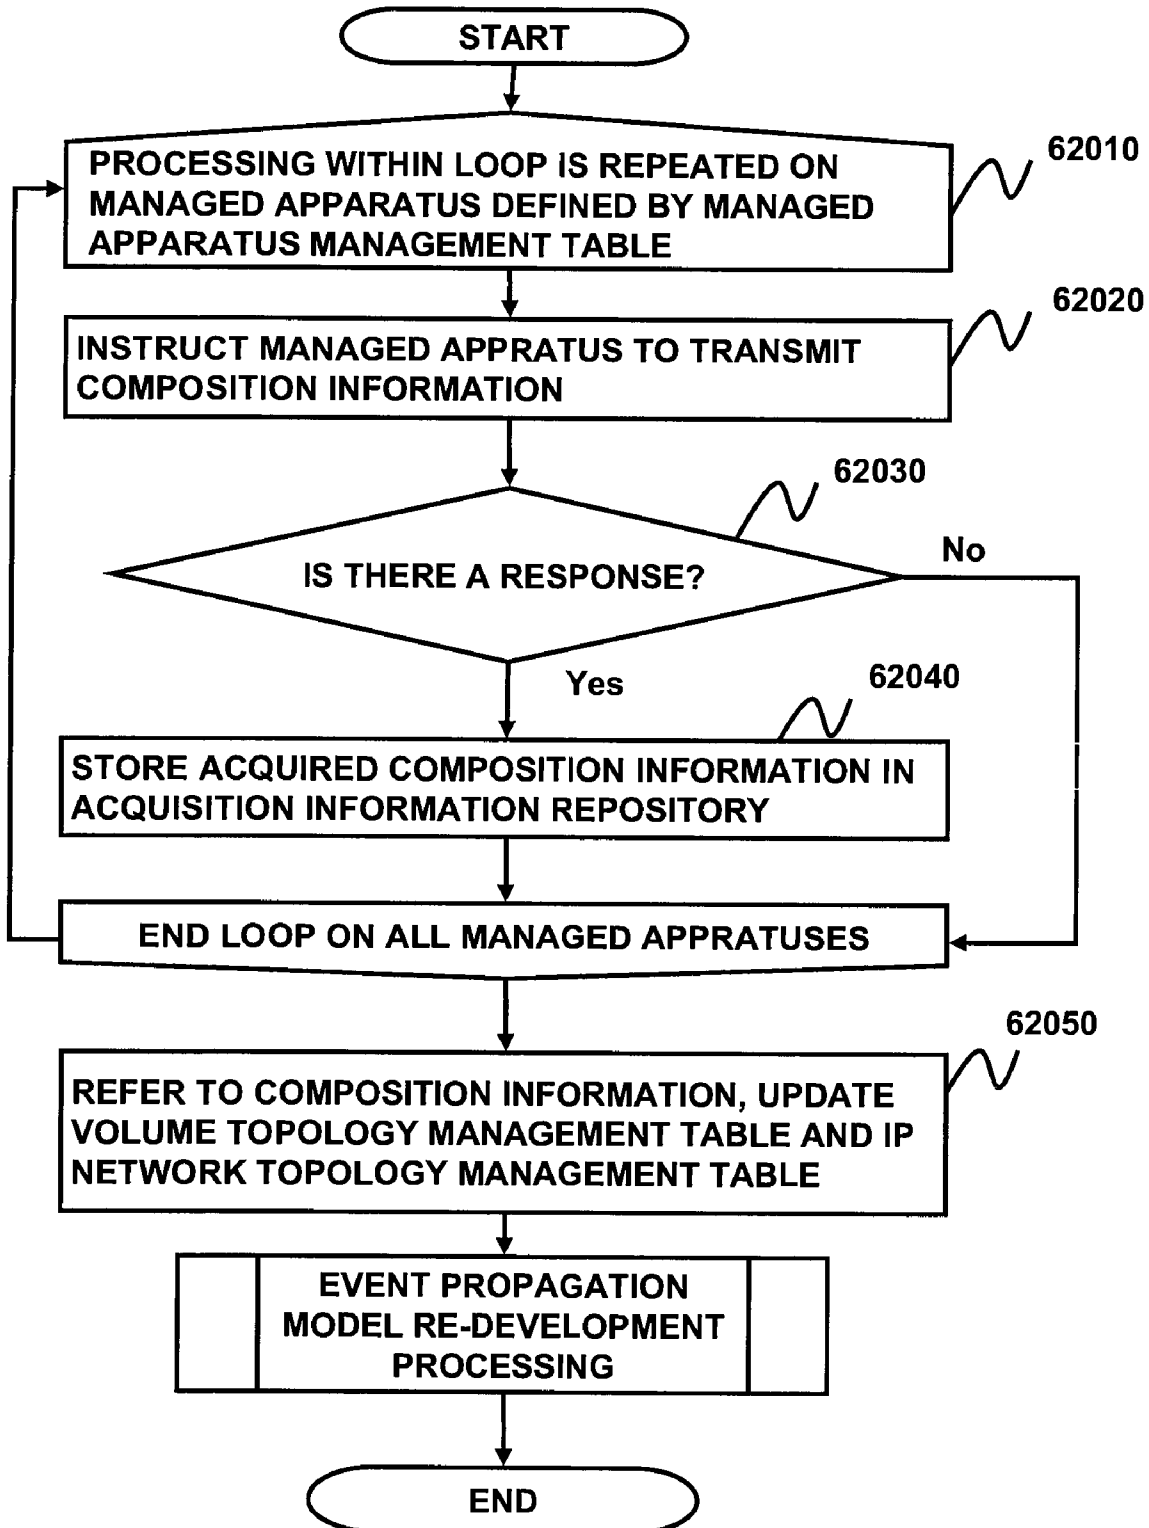 START
PROCESSING WITHIN LOOP IS REPEATED ON
MANAGED APPARATUS DEFINED BY MANAGED
APPARATUS MANAGEMENT TABLE
62010
INSTRUCT MANAGED APPRATUS TO TRANSMIT
COMPOSITION INFORMATION
62020
IS THERE A RESPONSE?
62030
No
Yes
62040
STORE ACQUIRED COMPOSITION INFORMATION IN
ACQUISITION INFORMATION REPOSITORY
END LOOP ON ALL MANAGED APPRATUSES
62050
REFER TO COMPOSITION INFORMATION, UPDATE
VOLUME TOPOLOGY MANAGEMENT TABLE AND IP
NETWORK TOPOLOGY MANAGEMENT TABLE
EVENT PROPAGATION
MODEL RE-DEVELOPMENT
PROCESSING
END